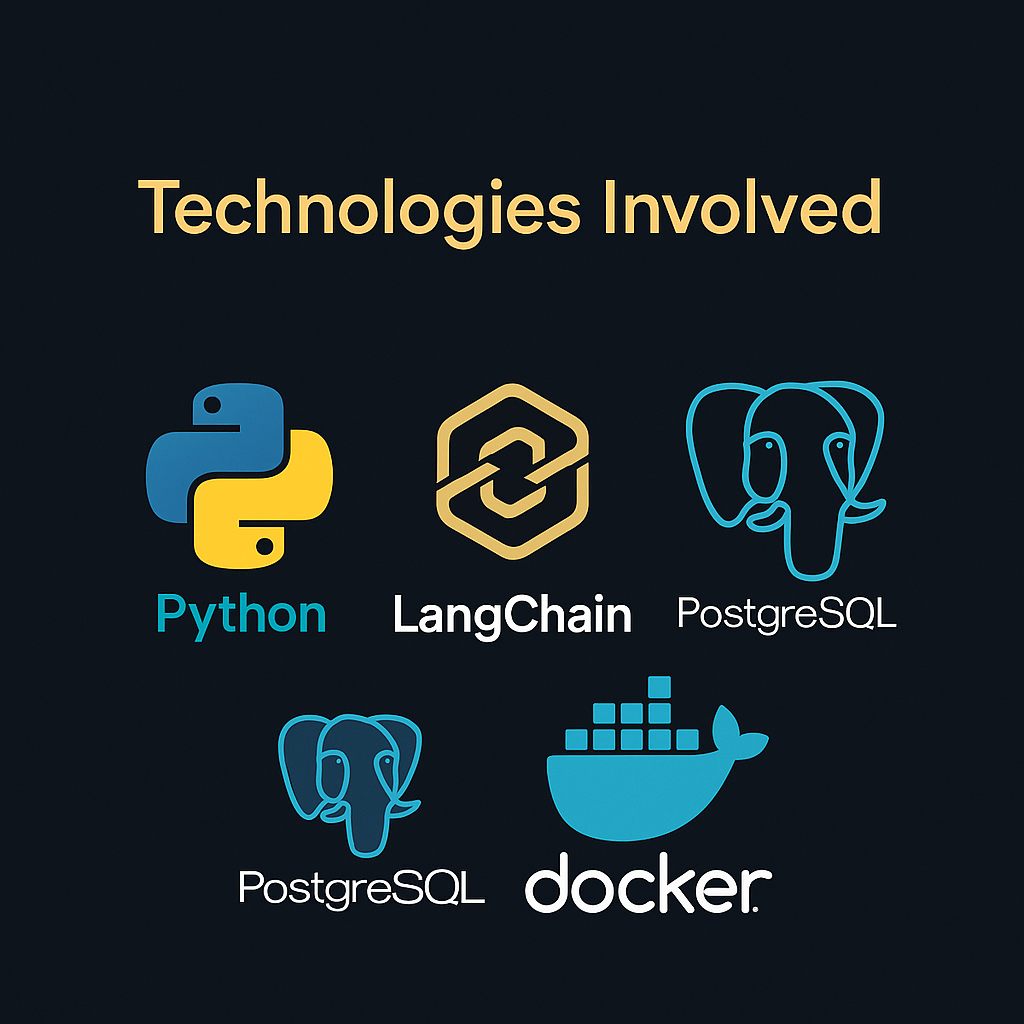 Technologies Involved
Python
LangChain
PostgreSQL
PostgreSQL
docker.